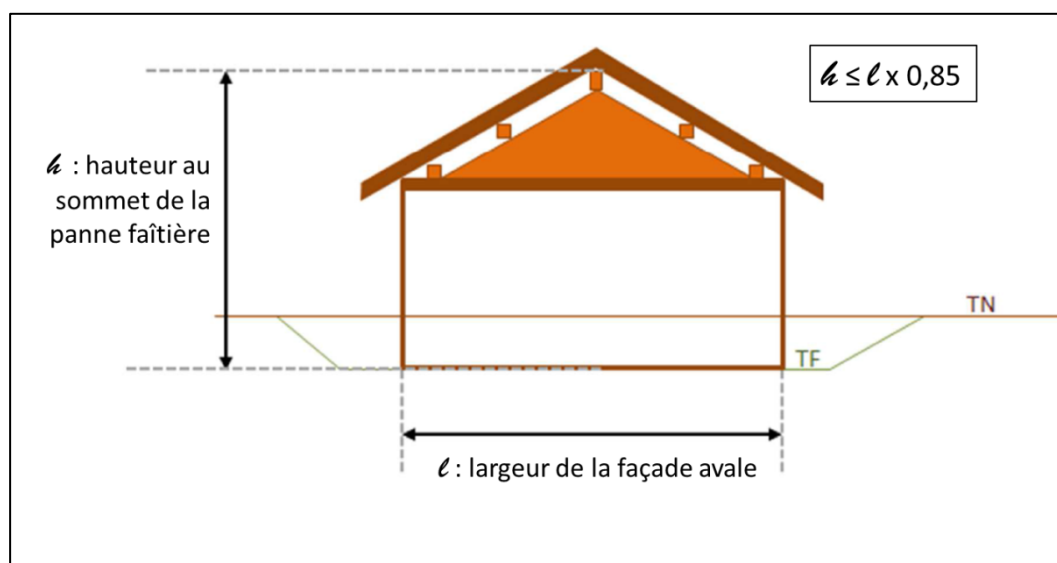 h ≤ l x 0,85
h : hauteur au
sommet de la
panne faîtière
TN
TF
l : largeur de la façade avale